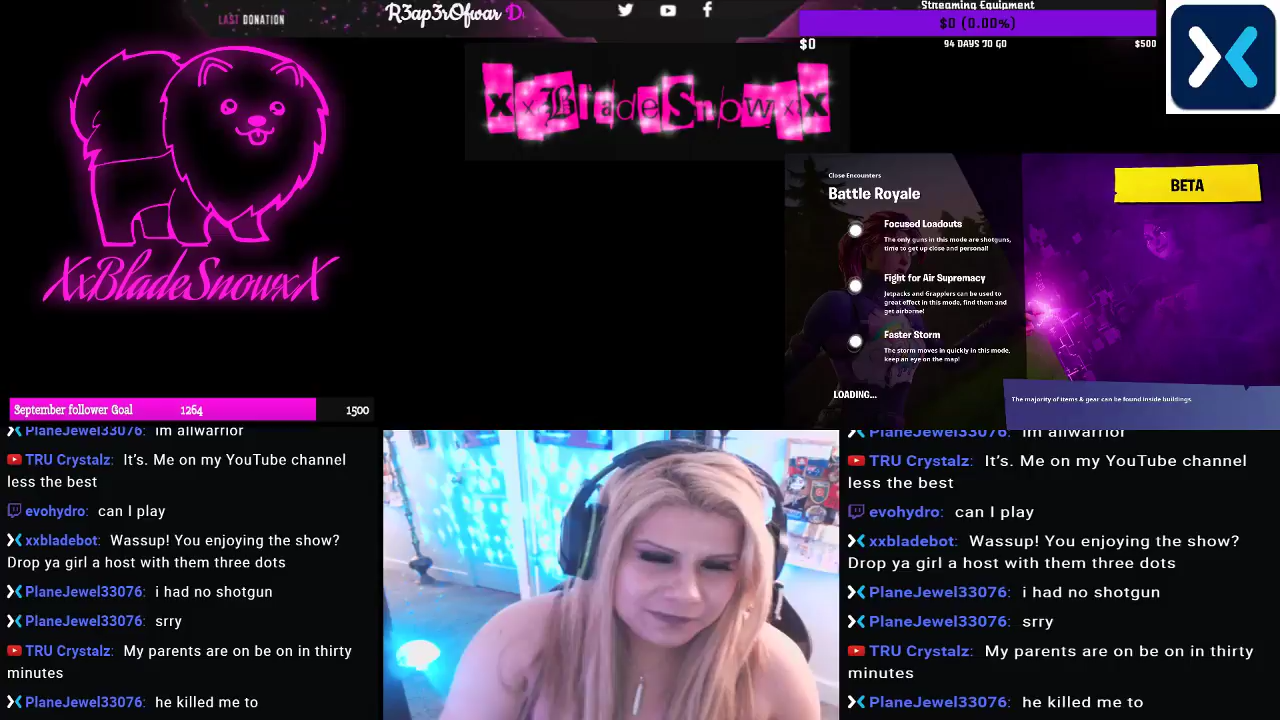 LAST DONATION
R3ap3rOfwar
Streaming Equipment
$0 (0.00%)
$0
94 DAYS TO GO
$500
XxBladeSnowxX
XxBladeSnowxX
Close Encounters
Battle Royale
BETA
Focused Loadouts
The only guns in this mode are shotguns,
time to get up close and personal!
Fight for Air Supremacy
Jetpacks and Grapplers can be used to
great effect in this mode, find them and
get airborne!
Faster Storm
The storm moves in quickly in this mode,
keep an eye on the map!
LOADING...
The majority of items & gear can be found inside buildings.
September follower Goal 1264 1500
PlaneJewel33076: im allwarrior
TRU Crystalz: It's. Me on my YouTube channel
less the best
evohydro: can I play
xxbladebot: Wassup! You enjoying the show?
Drop ya girl a host with them three dots
PlaneJewel33076: i had no shotgun
PlaneJewel33076: srry
TRU Crystalz: My parents are on be on in thirty
minutes
PlaneJewel33076: he killed me to
PlaneJewel33076: im allwarrior
TRU Crystalz: It's. Me on my YouTube channel
less the best
evohydro: can I play
xxbladebot: Wassup! You enjoying the show?
Drop ya girl a host with them three dots
PlaneJewel33076: i had no shotgun
PlaneJewel33076: srry
TRU Crystalz: My parents are on be on in thirty
minutes
PlaneJewel33076: he killed me to